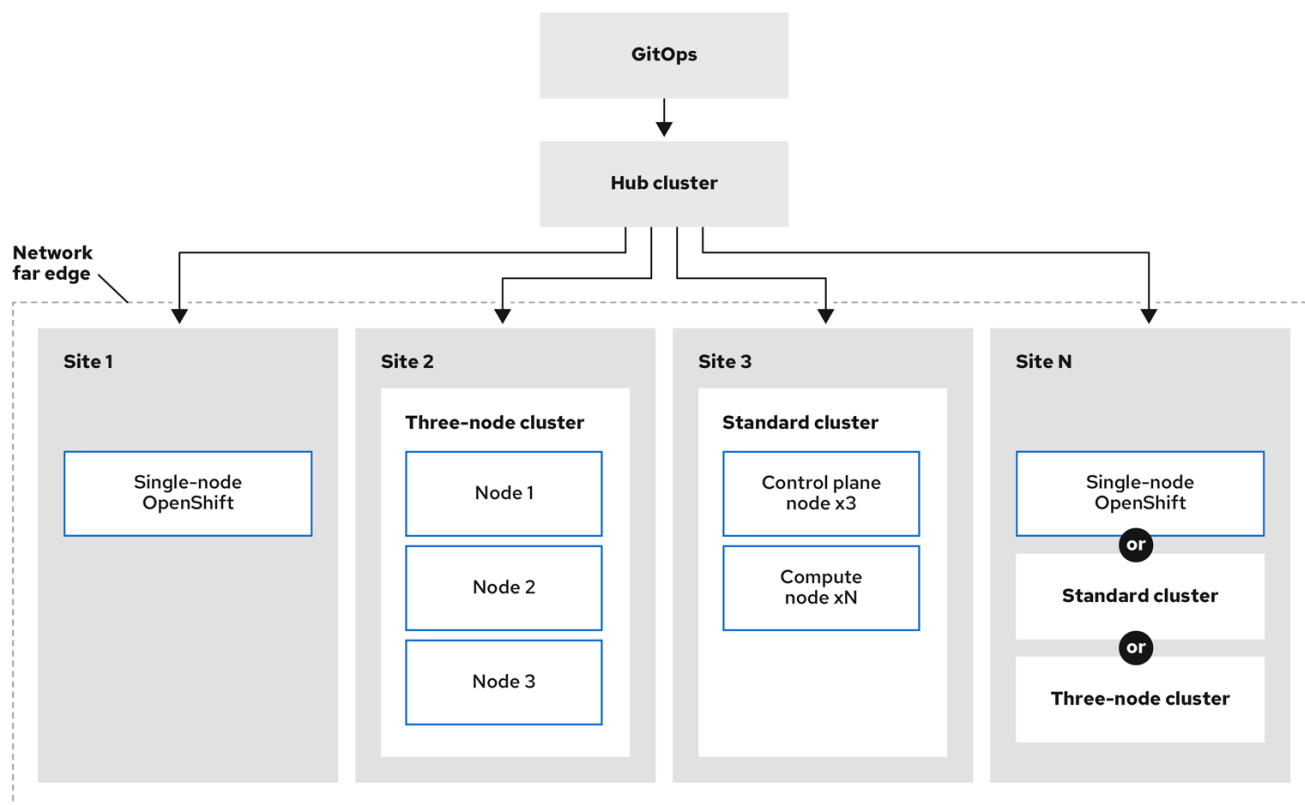 GitOps
Hub cluster
Network
far edge
Site 1
Single-node
OpenShift
Site 2
Three-node cluster
Node 1
Node 2
Node 3
Site 3
Standard cluster
Control plane
node x3
Compute
node xN
Site N
Single-node
OpenShift
or
Standard cluster
or
Three-node cluster